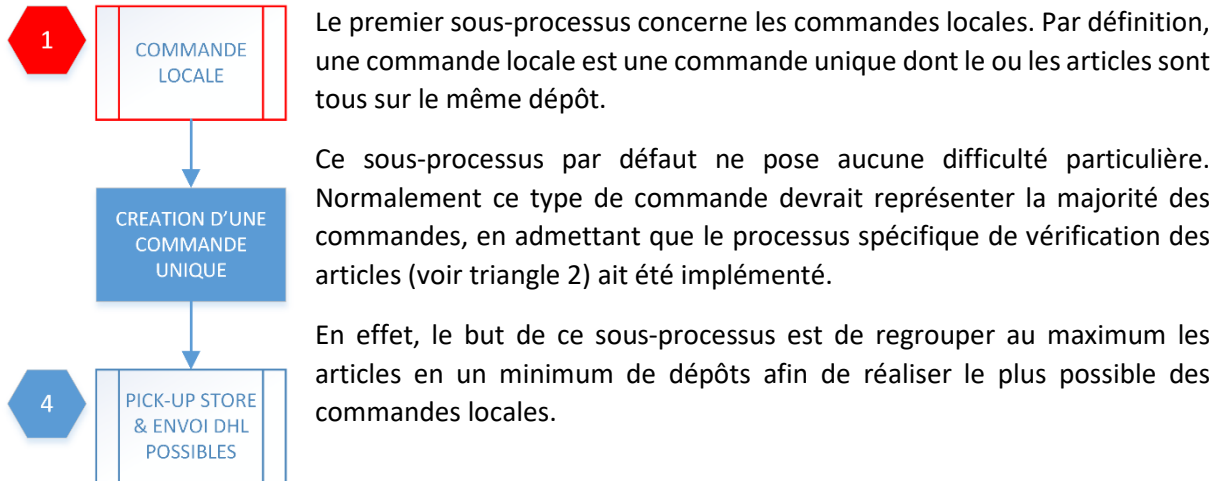 1
COMMANDE
LOCALE
CREATION D'UNE
COMMANDE
UNIQUE
4
PICK-UP STORE
& ENVOI DHL
POSSIBLES
Le premier sous-processus concerne les commandes locales. Par définition,
une commande locale est une commande unique dont le ou les articles sont
tous sur le même dépôt.
Ce sous-processus par défaut ne pose aucune difficulté particulière.
Normalement ce type de commande devrait représenter la majorité des
commandes, en admettant que le processus spécifique de vérification des
articles (voir triangle 2) ait été implémenté.
En effet, le but de ce sous-processus est de regrouper au maximum les
articles en un minimum de dépôts afin de réaliser le plus possible des
commandes locales.